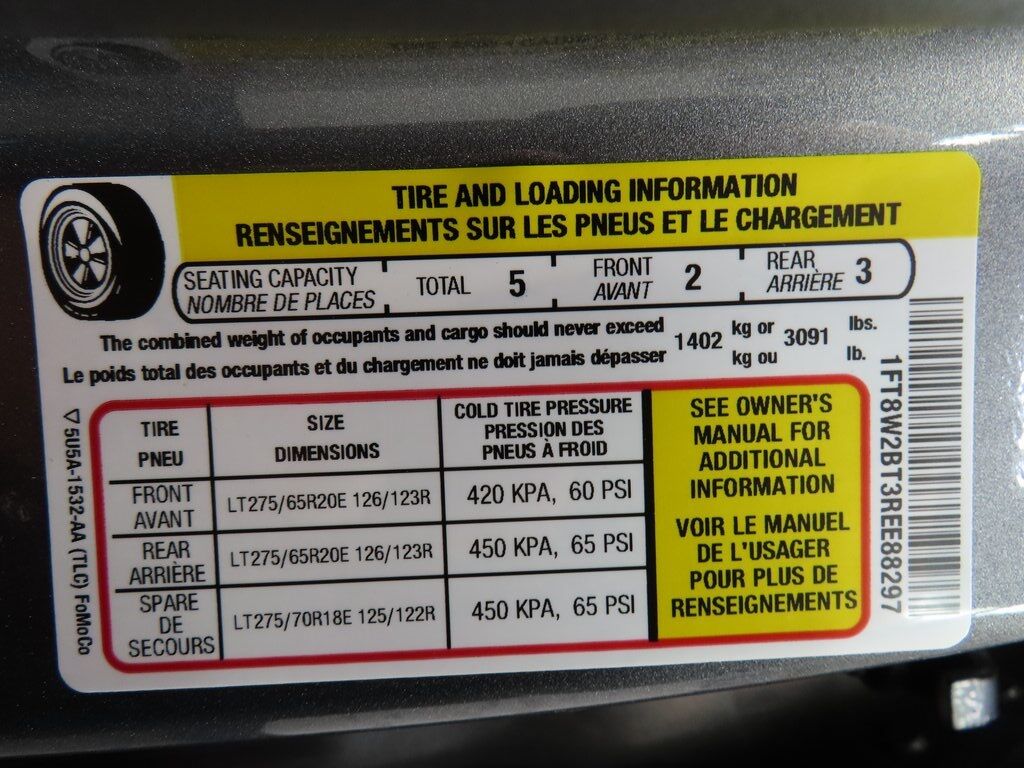 TIRE AND LOADING INFORMATION
RENSEIGNEMENTS SUR LES PNEUS ET LE CHARGEMENT
SEATING CAPACITY TOTAL 5 FRONT 2 REAR 3
NOMBRE DE PLACES AVANT ARRIÈRE
The combined weight of occupants and cargo should never exceed 1402 kg or 3091 lbs.
Le poids total des occupants et du chargement ne doit jamais dépasser kg ou lb.
TIRE SIZE COLD TIRE PRESSURE
PNEU DIMENSIONS PRESSION DES
PNEUS À FROID
FRONT
AVANT LT275/65R20E 126/123R 420 KPA, 60 PSI
REAR
ARRIÈRE LT275/65R20E 126/123R 450 KPA, 65 PSI
SPARE
DE
SECOURS LT275/70R18E 125/122R 450 KPA, 65 PSI
SEE OWNER'S
MANUAL FOR
ADDITIONAL
INFORMATION
VOIR LE MANUEL
DE L'USAGER
POUR PLUS DE
RENSEIGNEMENTS
1FT8W2BT3REE88297
5U5A-1532-AA (TLC) FoMoCo